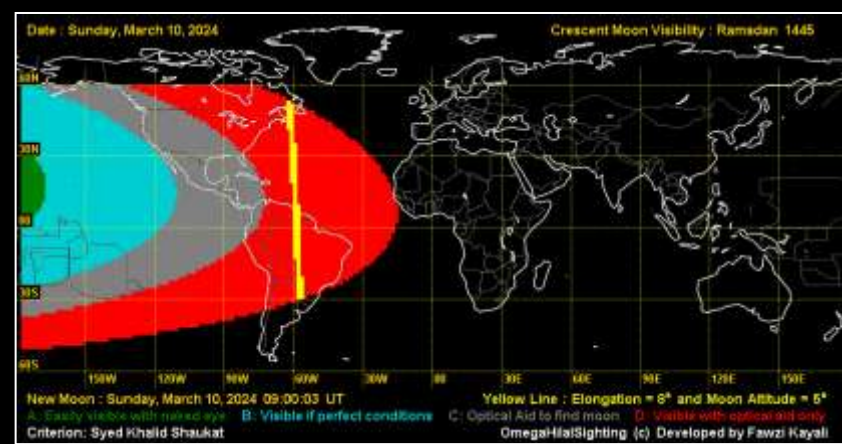 Date : Sunday, March 10, 2024
Crescent Moon Visibility : Ramadan 1445
60N
30N
00
30S
60S
150W 120W 90W 60W 30W 00 30E 60E 90E 120E 150E
New Moon : Sunday, March 10, 2024 09:00:03 UT
Yellow Line : Elongation = 8° and Moon Altitude = 5°
A: Easily visible with naked eye B: Visible if perfect conditions C: Optical Aid to find moon D: Visible with optical aid only
Criterion: Syed Khalid Shaukat
OmegaHilalSighting (c) Developed by Fawzi Kayali